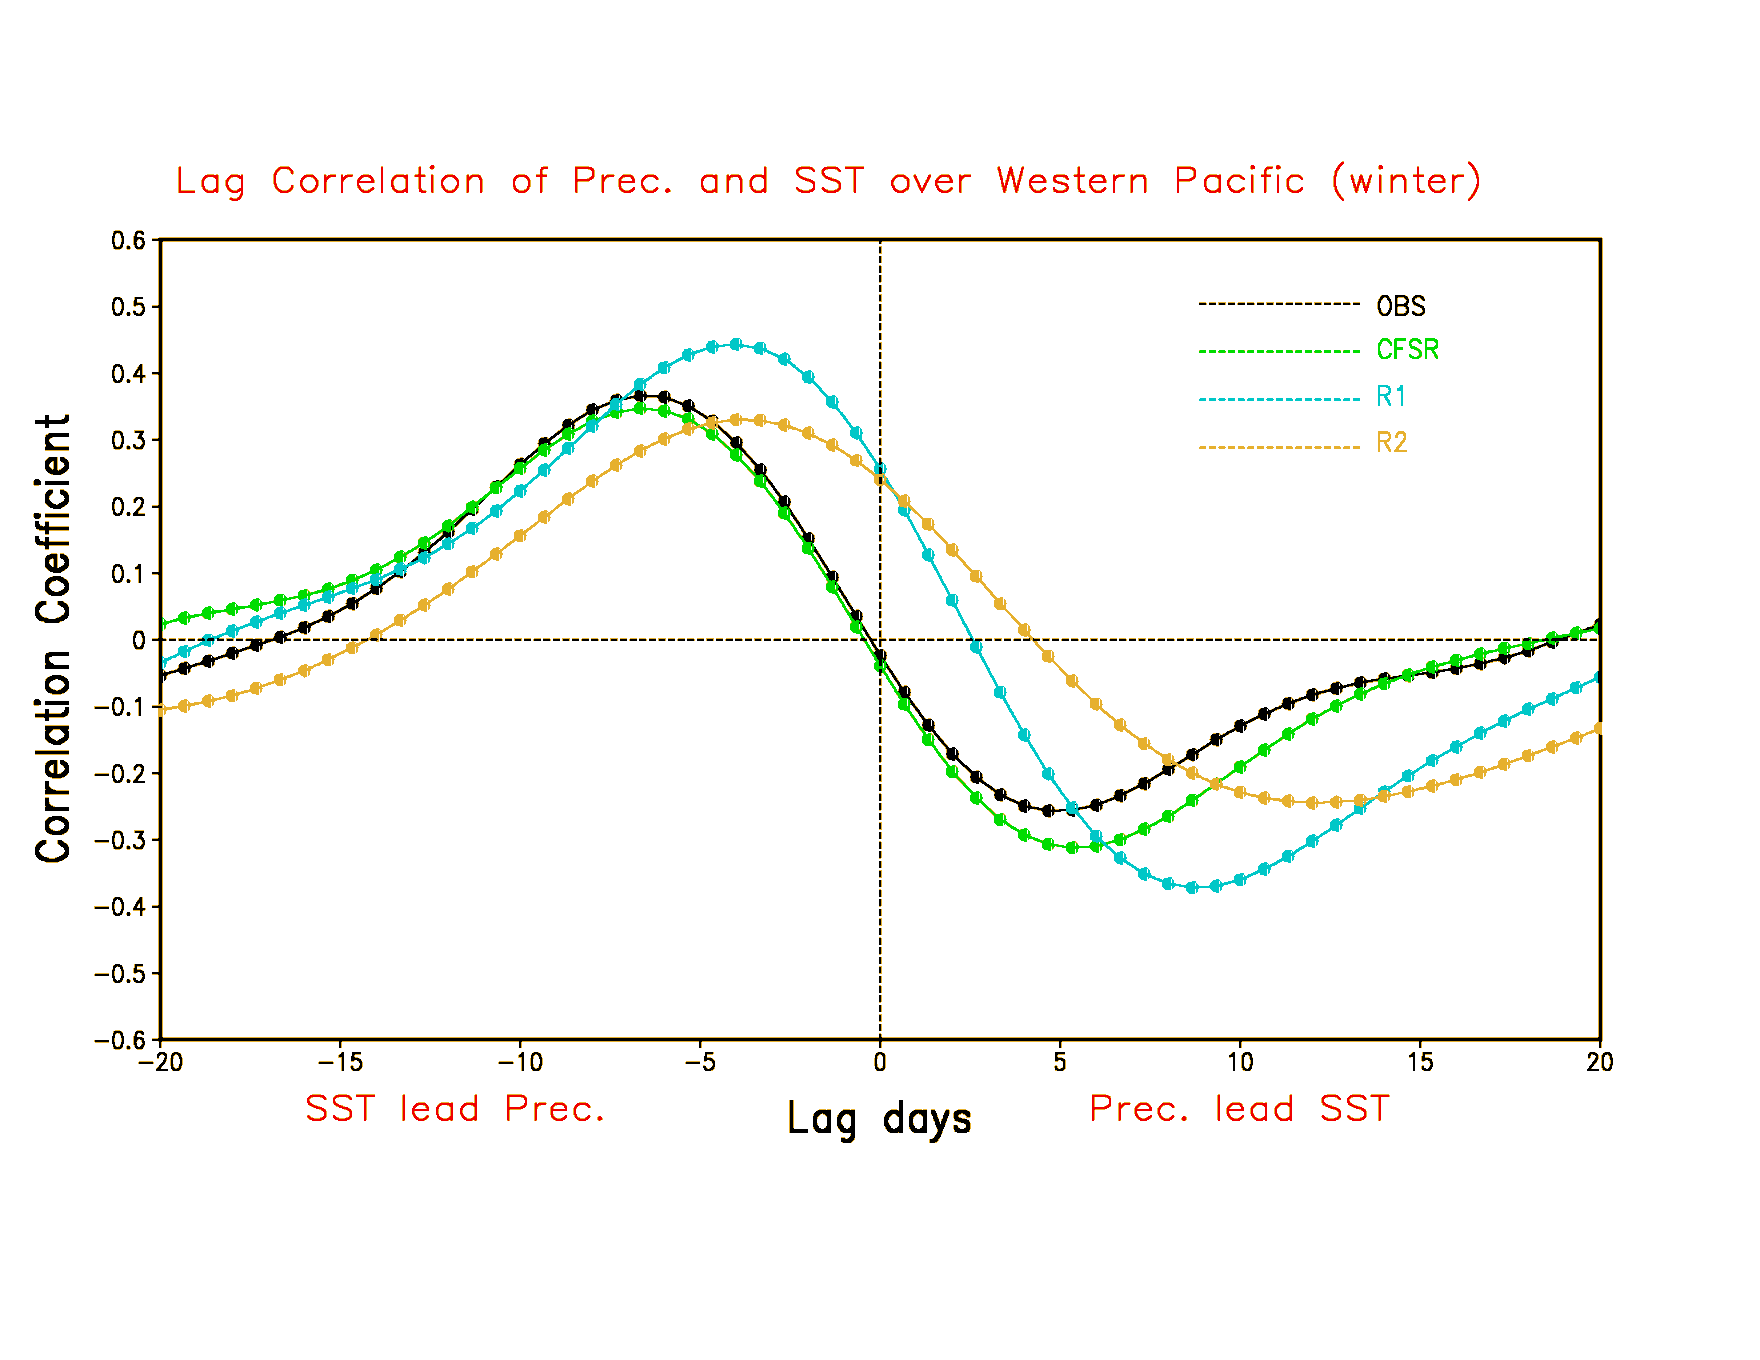 Lag Correlation of Prec. and SST over Western Pacific (winter)
Correlation Coefficient
0.6
0.5
0.4
0.3
0.2
0.1
0
−0.1
−0.2
−0.3
−0.4
−0.5
−0.6
OBS
CFSR
R1
R2
−20 −15 −10 −5 0 5 10 15 20
SST lead Prec. Lag days Prec. lead SST